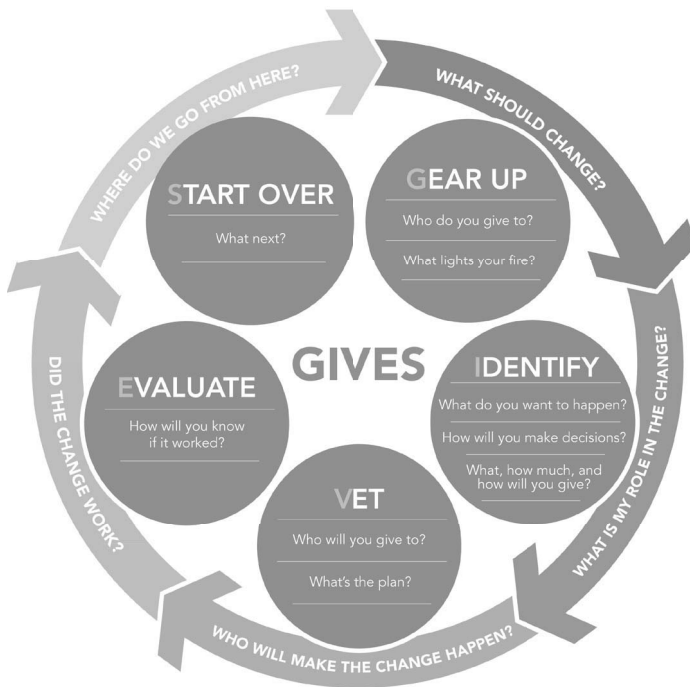 WHAT SHOULD CHANGE?
GEAR UP
Who do you give to?
What lights your fire?
WHAT IS MY ROLE IN THE CHANGE?
IDENTIFY
What do you want to happen?
How will you make decisions?
What, how much, and
how will you give?
WHO WILL MAKE THE CHANGE HAPPEN?
VET
Who will you give to?
What's the plan?
DID THE CHANGE WORK?
EVALUATE
How will you know
if it worked?
WHERE DO WE GO FROM HERE?
START OVER
What next?
GIVES